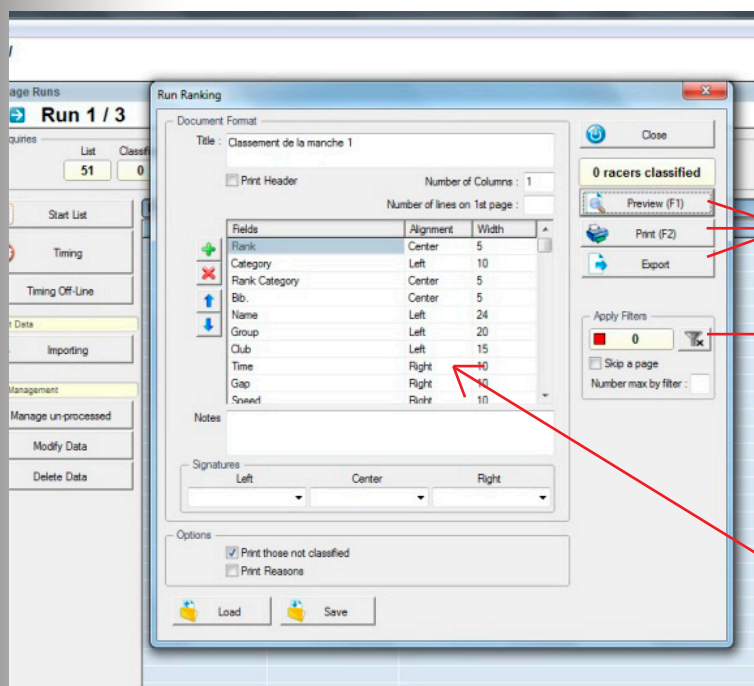 age Runs
Run 1 / 3
quiries
List
51
0
Start List
Timing
Timing Off-Line
t Data
Importing
Management
Manage un-processed
Modify Data
Delete Data
Run Ranking
Document Format
Title : Classement de la manche 1
Print Header
Number of Columns : 1
Number of lines on 1st page :
Fields Alignment Width
Rank Center 5
Category Left 10
Rank Category Center 5
Bib. Center 5
Name Left 24
Group Left 20
Club Left 15
Time Right 10
Gap Right 10
Speed Right 10
Notes
Signatures
Left Center Right
Options
Print those not classified
Print Reasons
Load
Save
Close
0 racers classified
Preview (F1)
Print (F2)
Export
Apply Filters
0
Skip a page
Number max by filter :